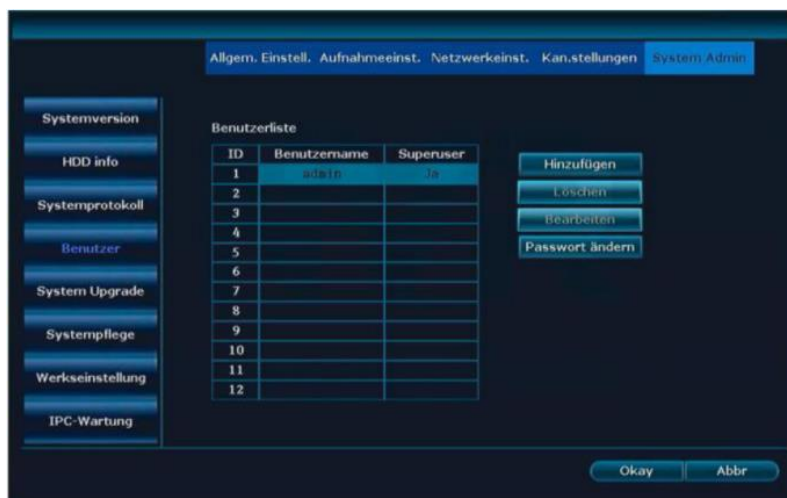 Allgem. Einstell. Aufnahmeeinst. Netzwerkeinst. Kan.stellungen System Admin
Systemversion
HDD info
Systemprotokoll
Benutzer
System Upgrade
Systempflege
Werkseinstellung
IPC-Wartung
Benutzerliste
ID Benutzername Superuser
1 admin Ja
2
3
4
5
6
7
8
9
10
11
12
Hinzufügen
Löschen
Bearbeiten
Passwort ändern
Okay Abbr